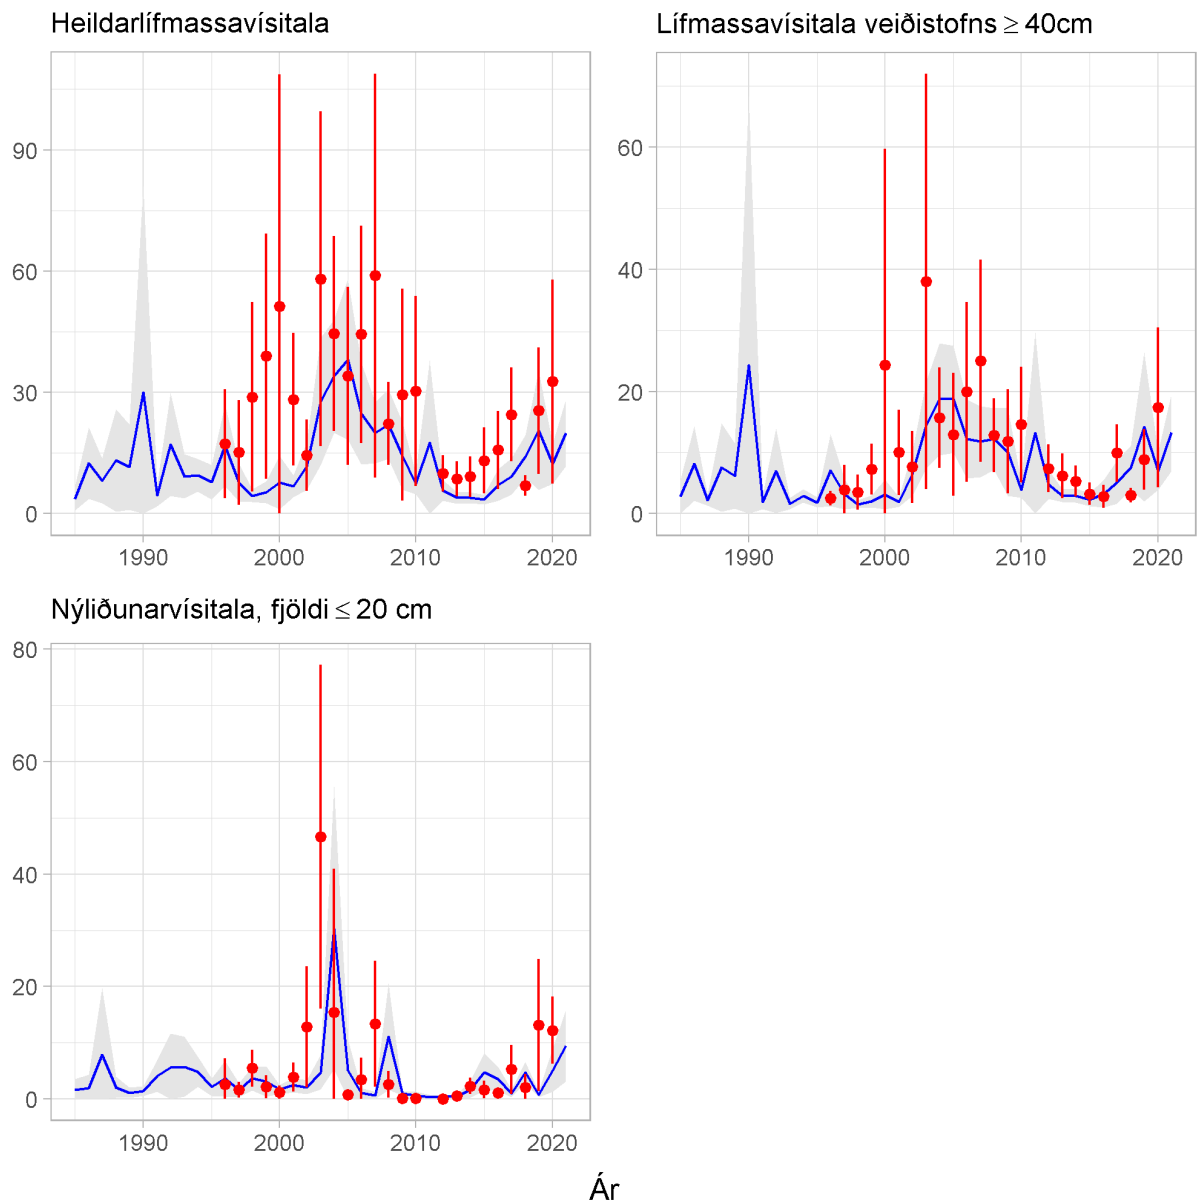 Heildarlífmassavísitala
90
60
30
0
1990 2000 2010 2020
Lífmassavísitala veiðistofns ≥ 40cm
60
40
20
0
1990 2000 2010 2020
Nýliðunarvísitala, fjöldi ≤ 20 cm
80
60
40
20
0
1990 2000 2010 2020
Ár